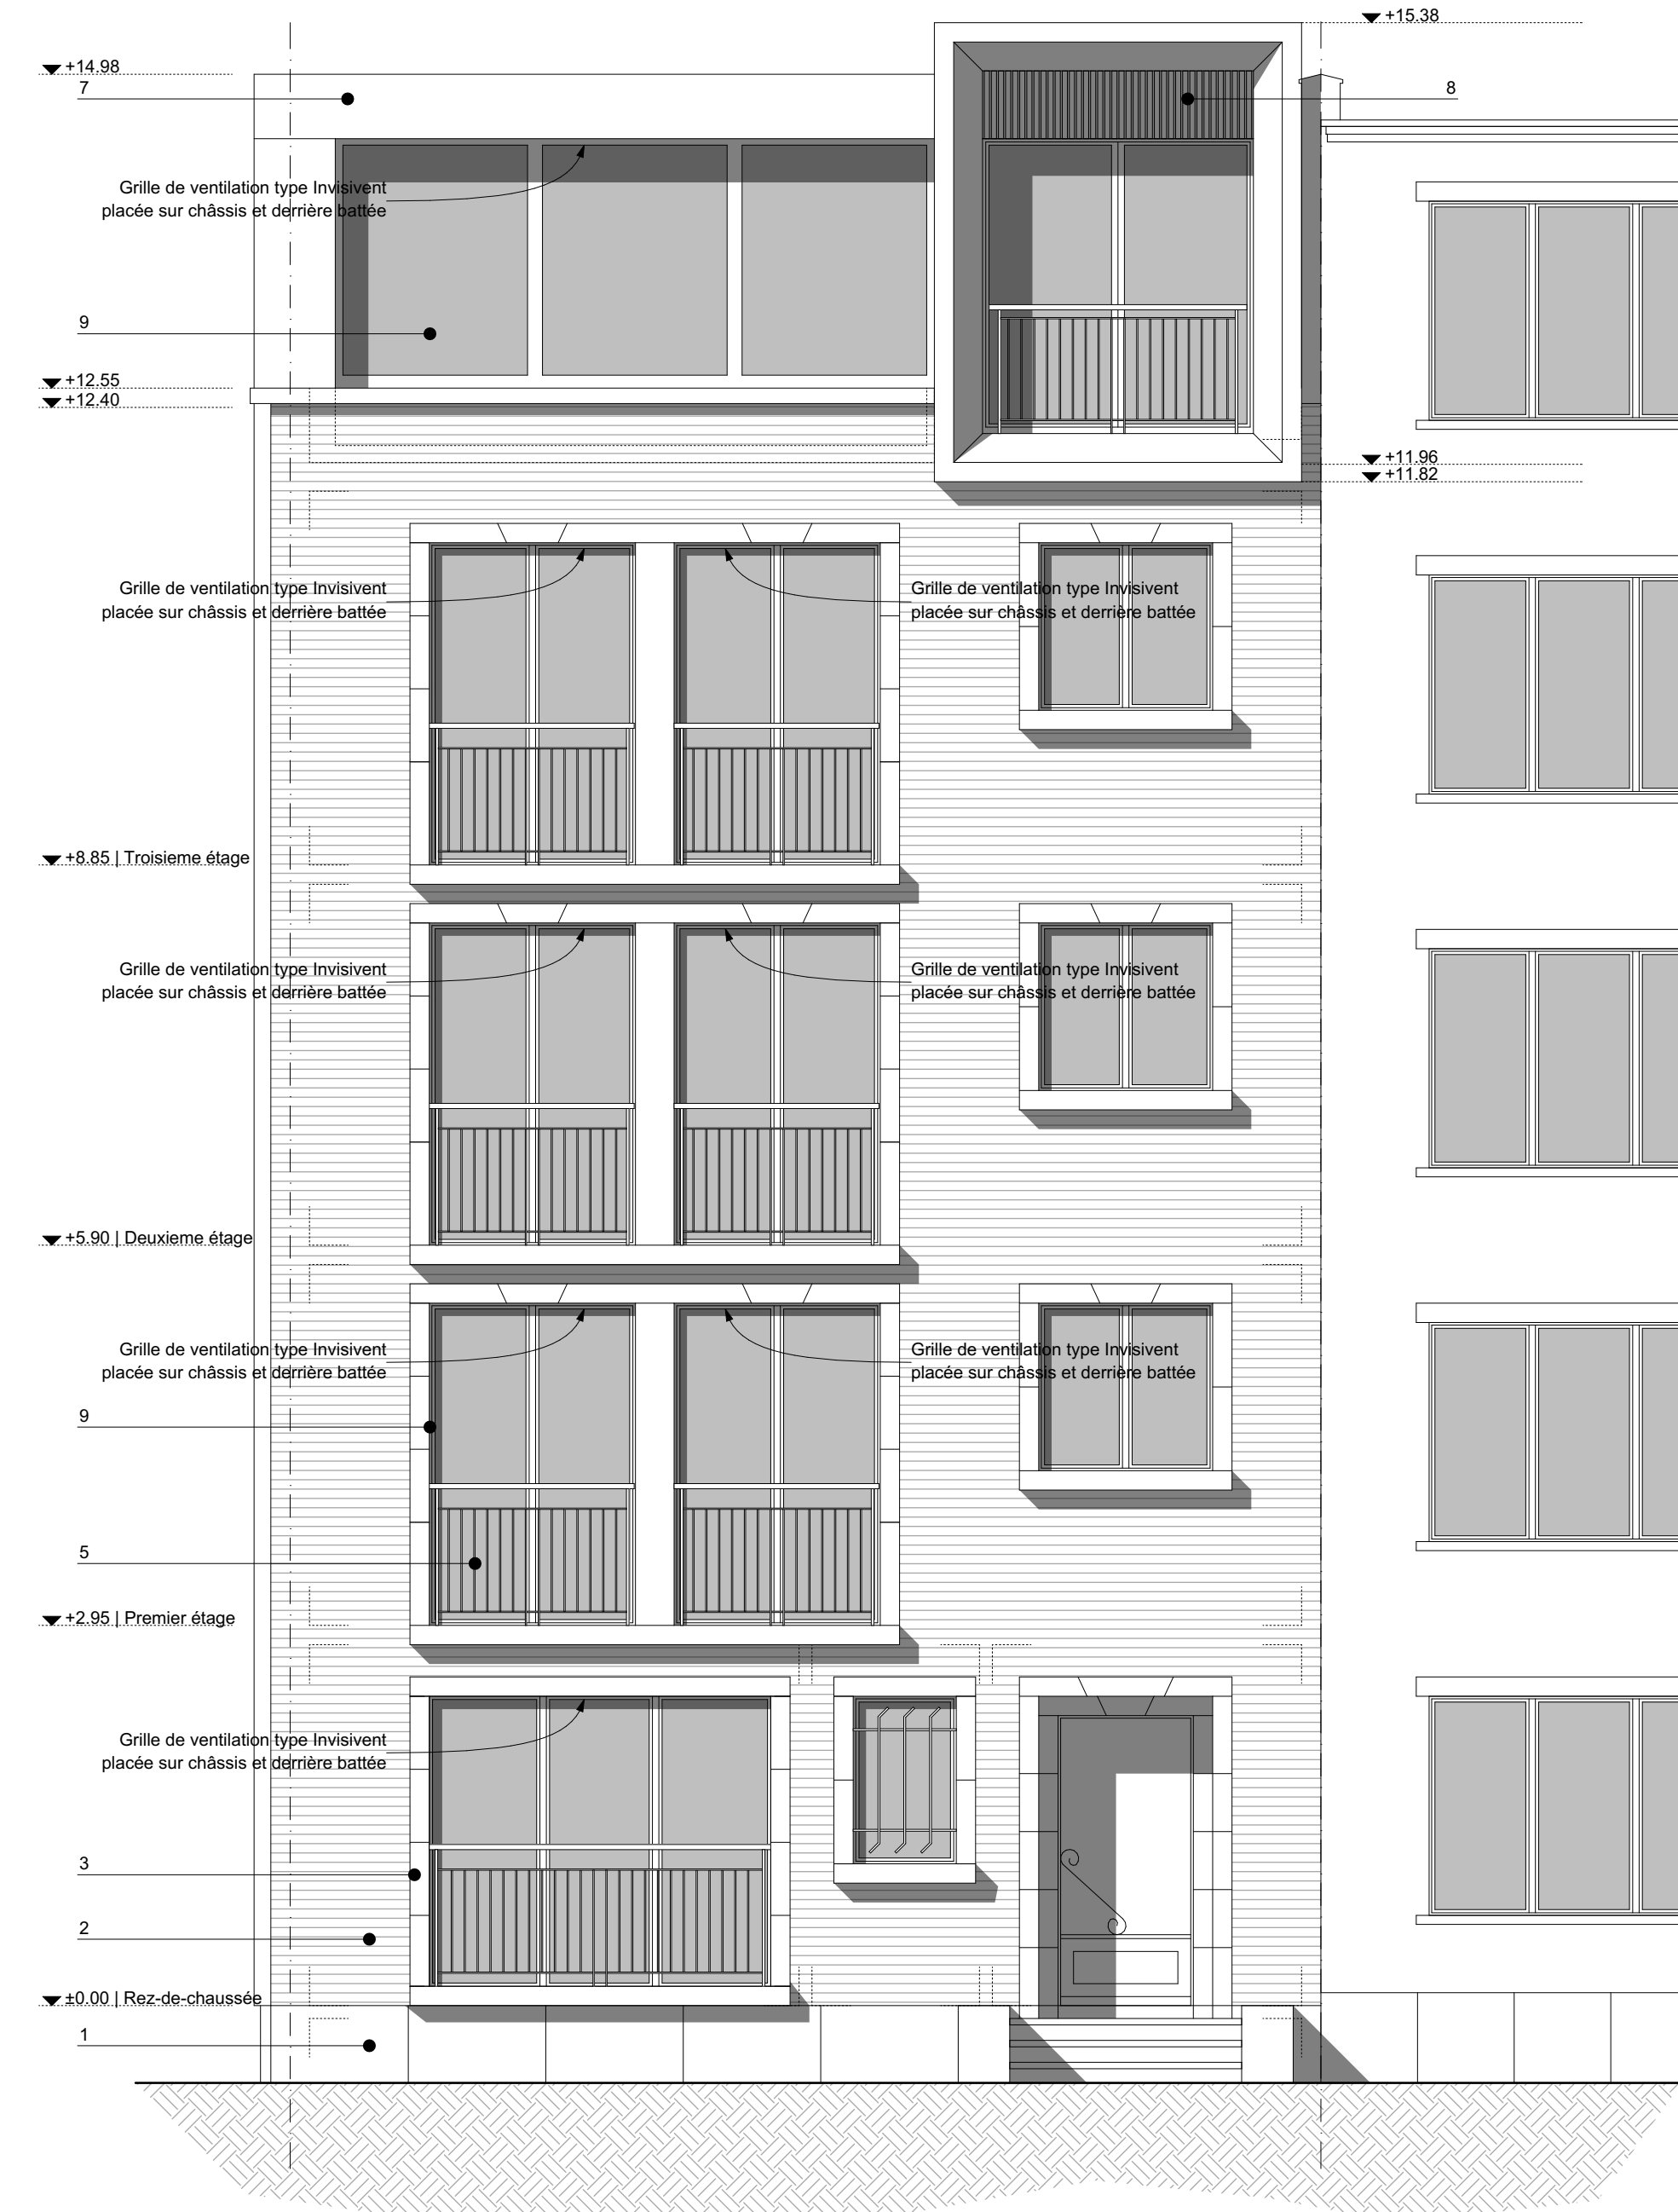 +15.38
+14.98
7
8
Grille de ventilation type Invisivent
placée sur châssis et derrière battée
9
+12.55
+12.40
+11.96
+11.82
Grille de ventilation type Invisivent
placée sur châssis et derrière battée
Grille de ventilation type Invisivent
placée sur châssis et derrière battée
+8.85 | Troisieme étage
Grille de ventilation type Invisivent
placée sur châssis et derrière battée
Grille de ventilation type Invisivent
placée sur châssis et derrière battée
+5.90 | Deuxieme étage
Grille de ventilation type Invisivent
placée sur châssis et derrière battée
Grille de ventilation type Invisivent
placée sur châssis et derrière battée
9
5
+2.95 | Premier étage
Grille de ventilation type Invisivent
placée sur châssis et derrière battée
3
2
±0.00 | Rez-de-chaussée
1